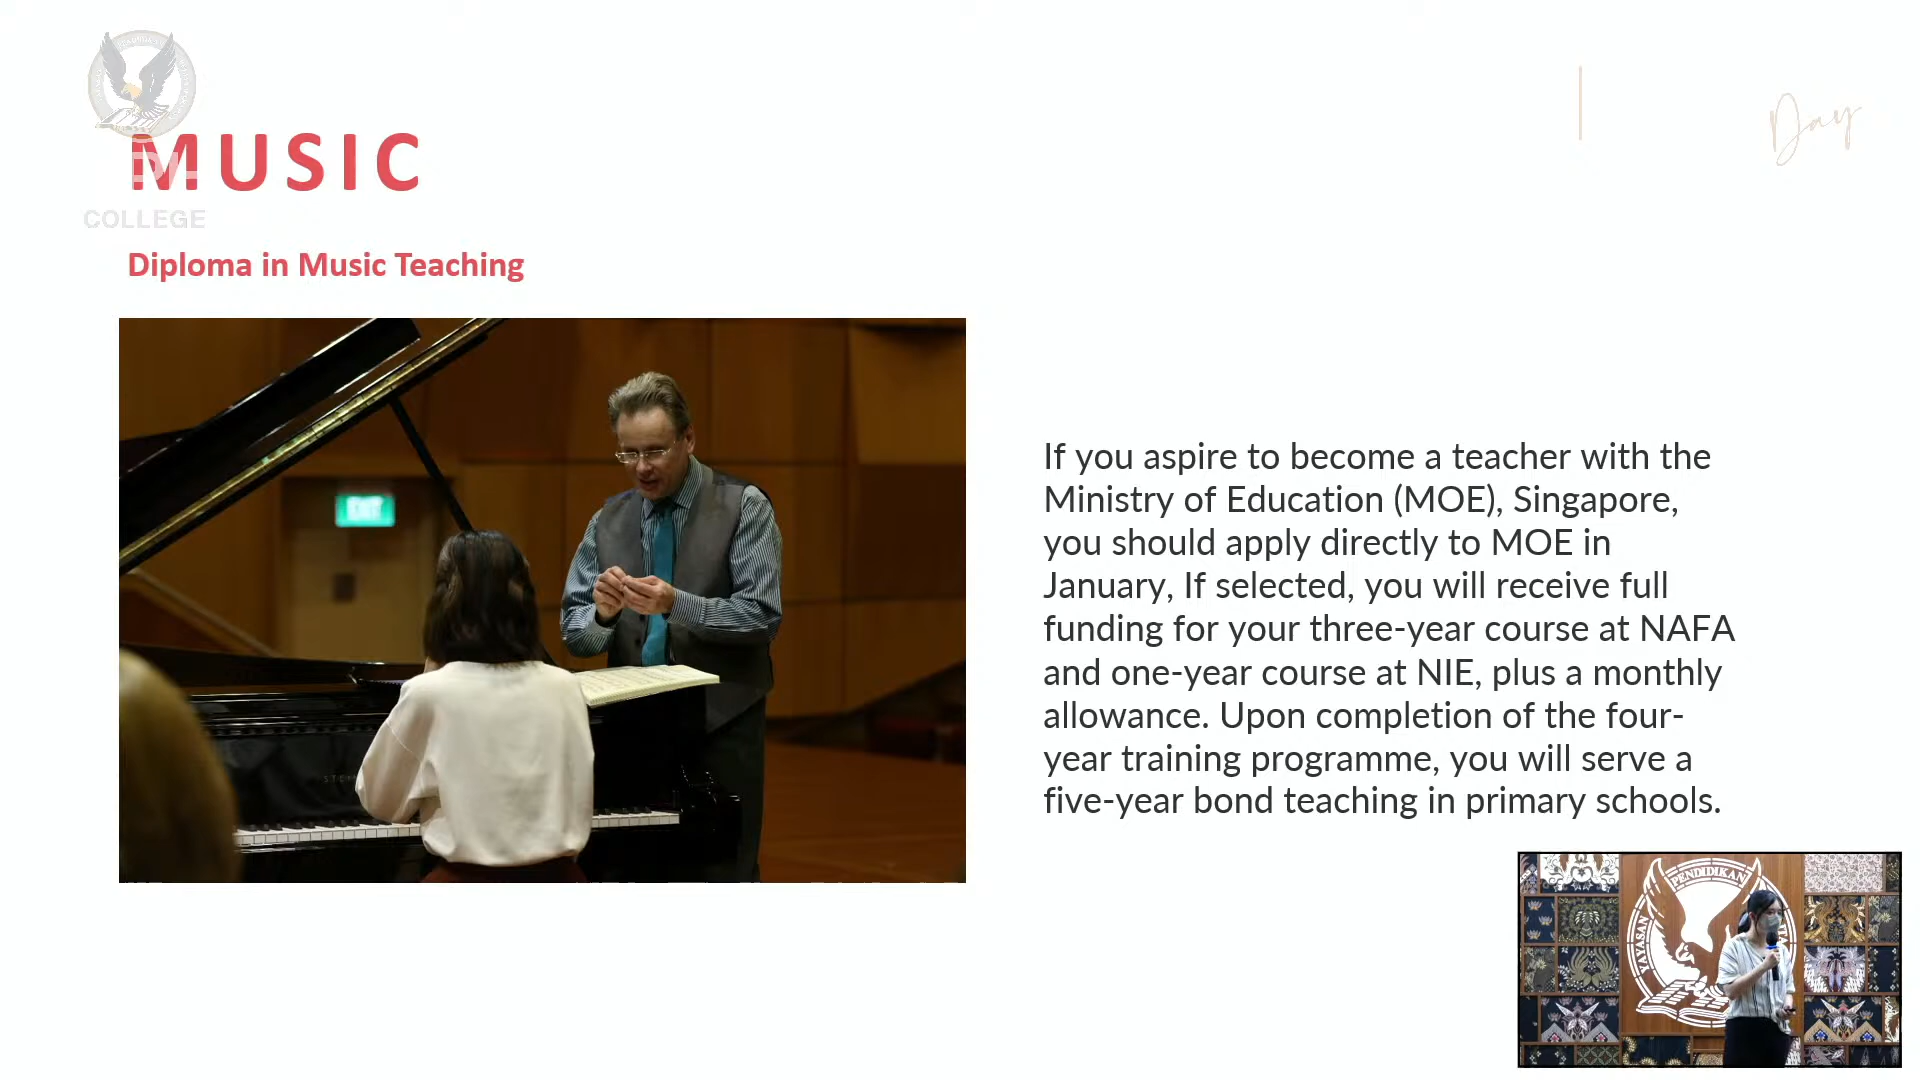 Day
MUSIC
COLLEGE
Diploma in Music Teaching
EXIT
If you aspire to become a teacher with the
Ministry of Education (MOE), Singapore,
you should apply directly to MOE in
January, If selected, you will receive full
funding for your three-year course at NAFA
and one-year course at NIE, plus a monthly
allowance. Upon completion of the four-
year training programme, you will serve a
five-year bond teaching in primary schools.
PENDIDIKAN
YAYASAN